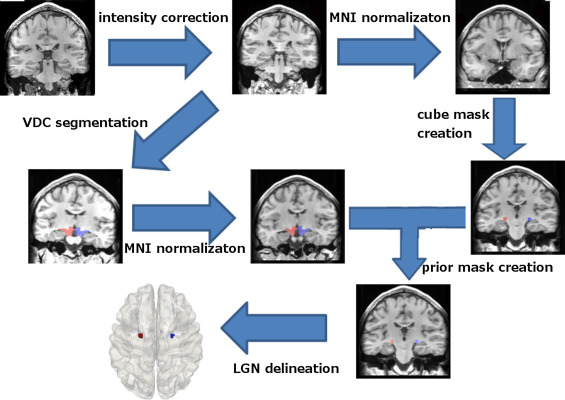 intensity correction
MNI normalizaton
VDC segmentation
cube mask
creation
MNI normalizaton
prior mask creation
LGN delineation